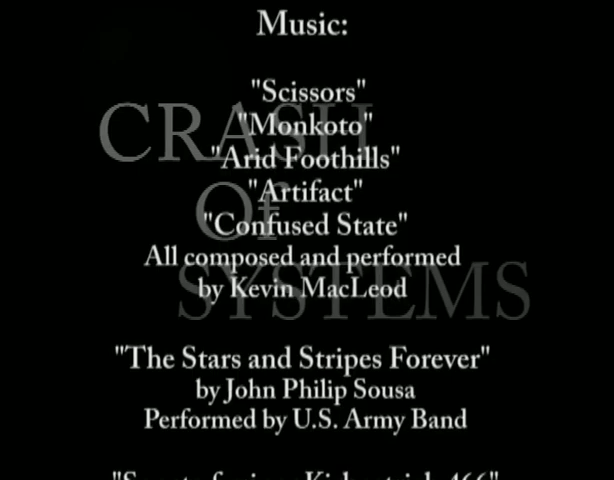 Music:
"Scissors"
"Monkoto"
"Arid Foothills"
"Artifact"
"Confused State"
All composed and performed
by Kevin MacLeod
"The Stars and Stripes Forever"
by John Philip Sousa
Performed by U.S. Army Band
CRASH
Of
SYSTEMS